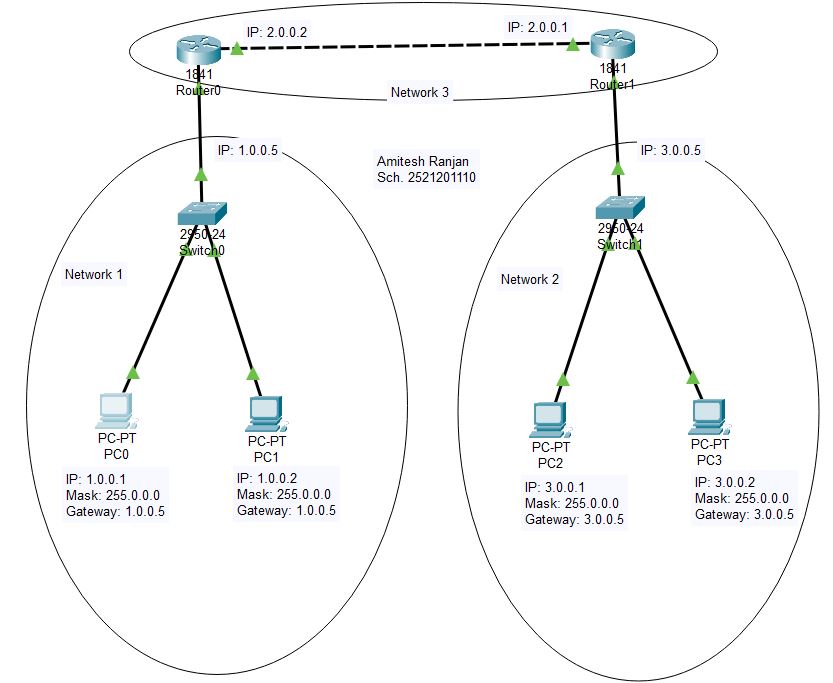 IP: 2.0.0.2
IP: 2.0.0.1
1841
Router0
1841
Router1
Network 3
IP: 1.0.0.5
Amitesh Ranjan
Sch. 2521201110
IP: 3.0.0.5
2950-24
Switch0
2950-24
Switch1
Network 1
Network 2
PC-PT
PC0
PC-PT
PC1
PC-PT
PC2
PC-PT
PC3
IP: 1.0.0.1
Mask: 255.0.0.0
Gateway: 1.0.0.5
IP: 1.0.0.2
Mask: 255.0.0.0
Gateway: 1.0.0.5
IP: 3.0.0.1
Mask: 255.0.0.0
Gateway: 3.0.0.5
IP: 3.0.0.2
Mask: 255.0.0.0
Gateway: 3.0.0.5